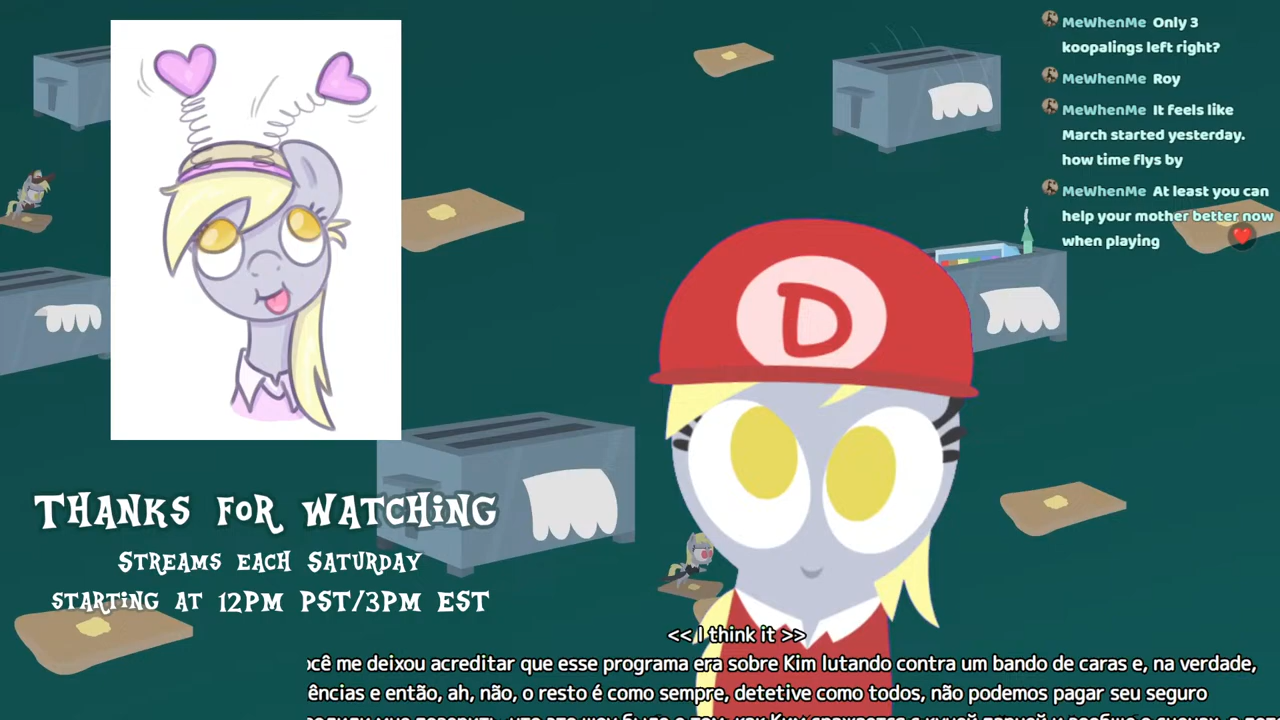 MeWhenMe Only 3
koopalings left right?
MeWhenMe Roy
MeWhenMe It feels like
March started yesterday.
how time flys by
MeWhenMe At least you can
help your mother better now
when playing
D
THANKS FOR WATCHING
STREAMS EACH SATURDAY
STARTING AT 12PM PST/3PM EST
<< I think it >>
ocê me deixou acreditar que esse programa era sobre Kim lutando contra um bando de caras e, na verdade,
ências e então, ah, não, o resto é como sempre, detetive como todos, não podemos pagar seu seguro